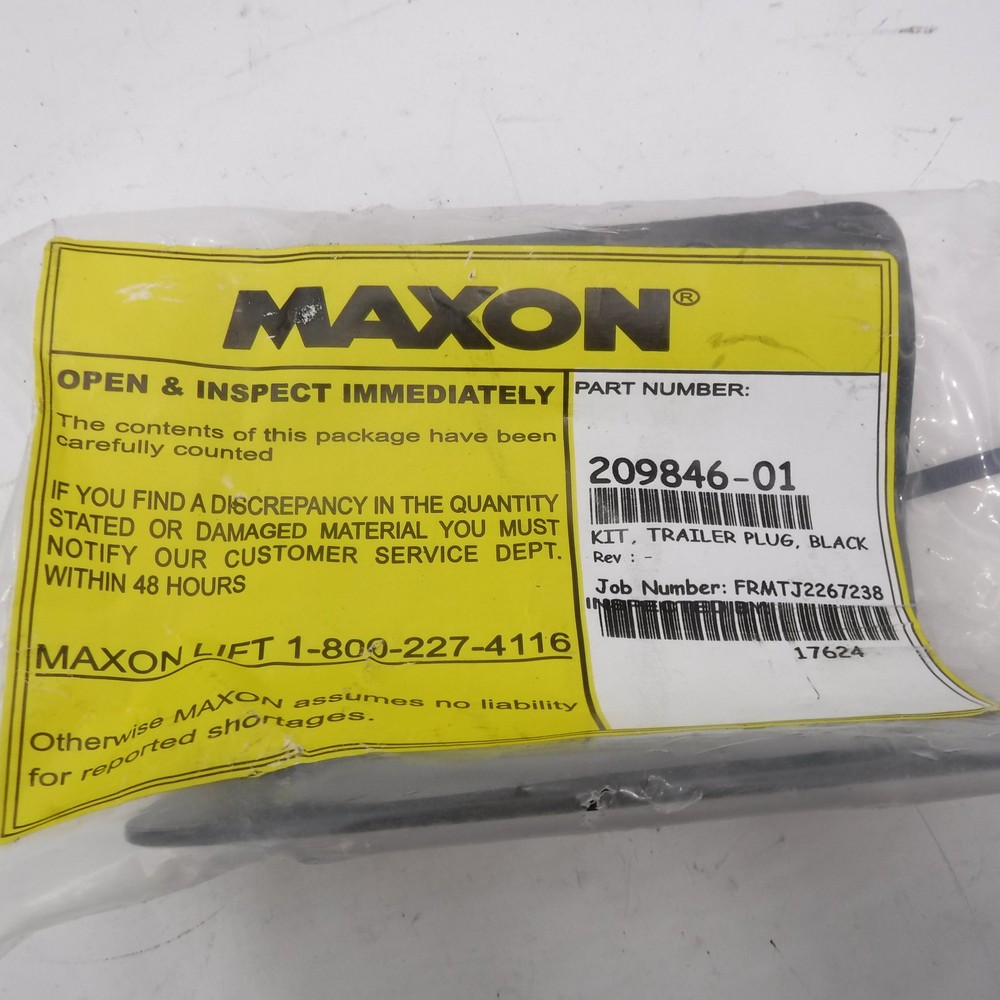 MAXON®
OPEN & INSPECT IMMEDIATELY
The contents of this package have been
carefully counted
IF YOU FIND A DISCREPANCY IN THE QUANTITY
STATED OR DAMAGED MATERIAL YOU MUST
NOTIFY OUR CUSTOMER SERVICE DEPT.
WITHIN 48 HOURS
MAXON LIFT 1-800-227-4116
Otherwise MAXON assumes no liability
for reported shortages.
PART NUMBER:
209846-01
KIT, TRAILER PLUG, BLACK
Rev : -
Job Number: FRMTJ2267238
INSPECTED BY:
17624